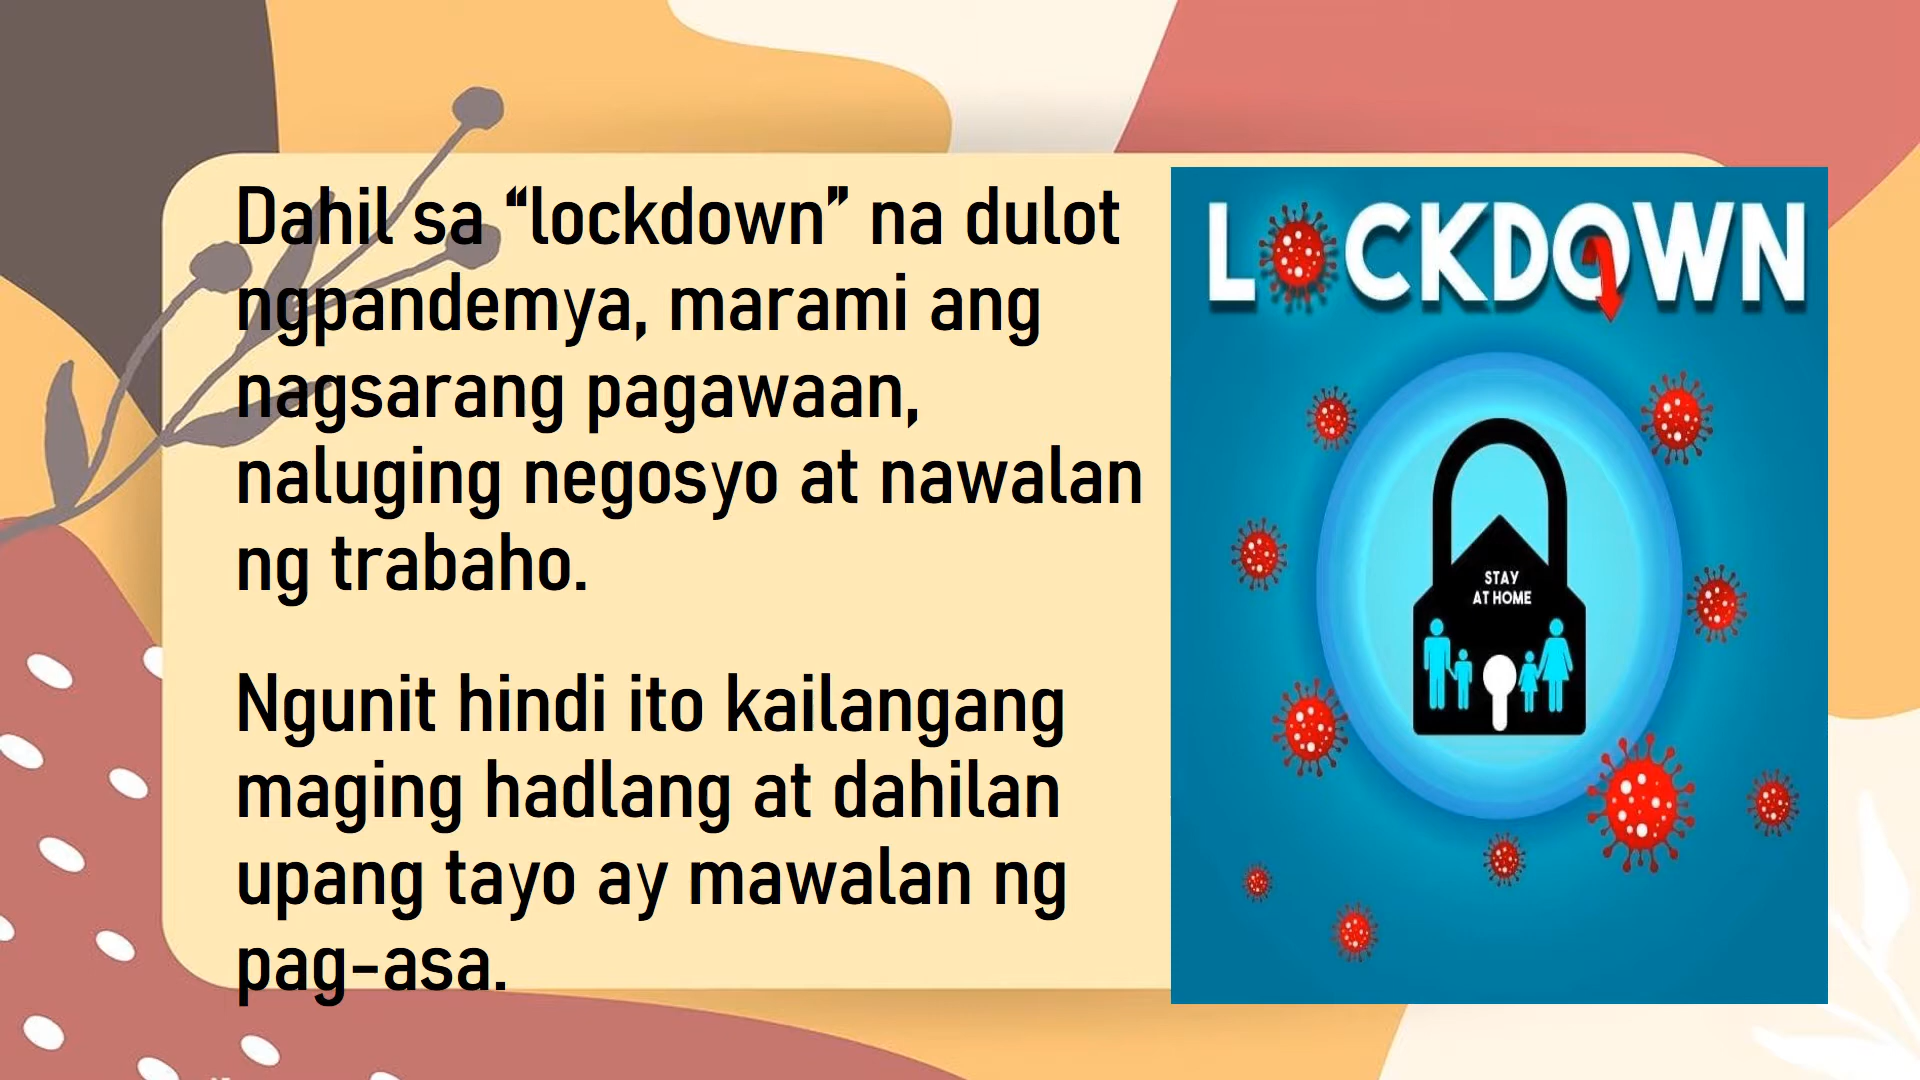 Dahil sa “lockdown” na dulot
ngpandemya, marami ang
nagsarang pagawaan,
naluging negosyo at nawalan
ng trabaho.
Ngunit hindi ito kailangang
maging hadlang at dahilan
upang tayo ay mawalan ng
pag-asa.
LOCKDOWN
STAY
AT HOME